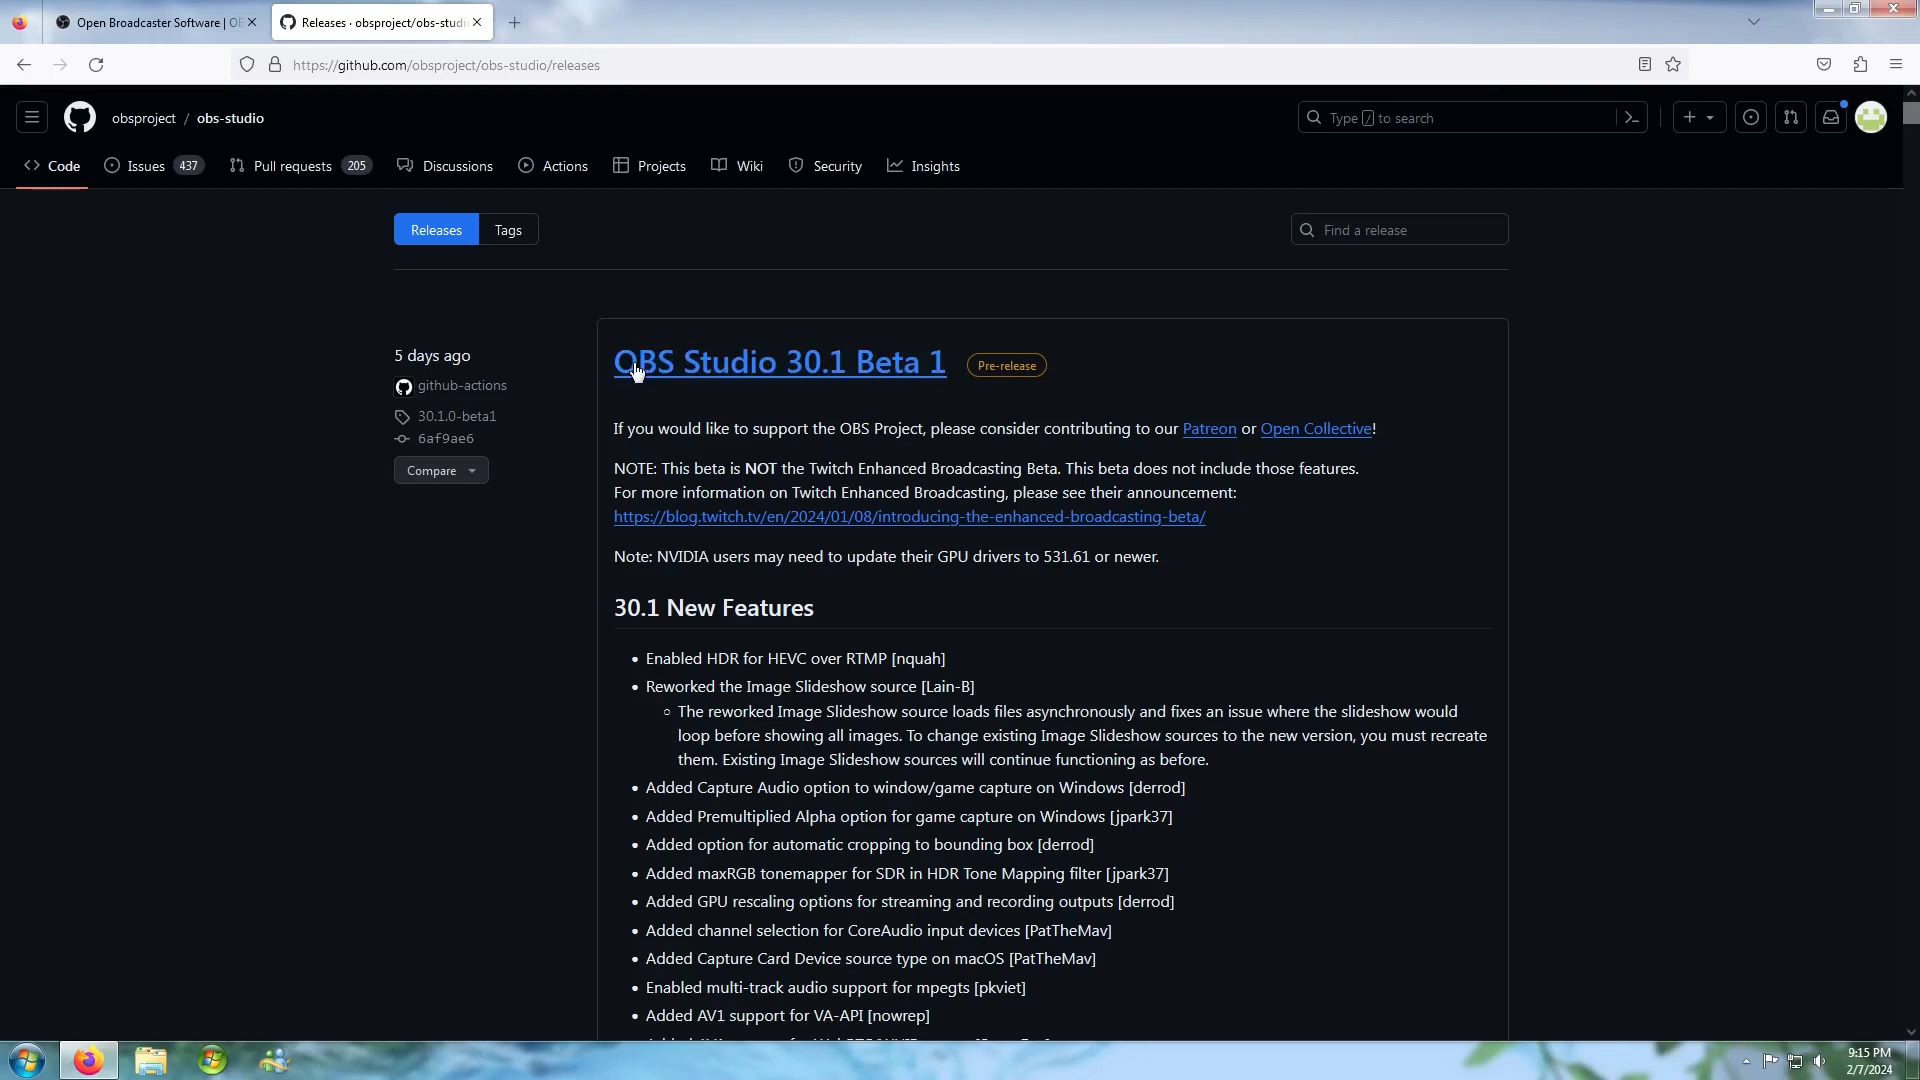 Open Broadcaster Software | OB
Releases · obsproject/obs-studi
https://github.com/obsproject/obs-studio/releases
obsproject / obs-studio
Type / to search
Code
Issues 437
Pull requests 205
Discussions
Actions
Projects
Wiki
Security
Insights
Releases
Tags
Find a release
5 days ago
github-actions
30.1.0-beta1
6af9ae6
Compare
OBS Studio 30.1 Beta 1
Pre-release
If you would like to support the OBS Project, please consider contributing to our Patreon or Open Collective!
NOTE: This beta is NOT the Twitch Enhanced Broadcasting Beta. This beta does not include those features.
For more information on Twitch Enhanced Broadcasting, please see their announcement:
https://blog.twitch.tv/en/2024/01/08/introducing-the-enhanced-broadcasting-beta/
Note: NVIDIA users may need to update their GPU drivers to 531.61 or newer.
30.1 New Features
• Enabled HDR for HEVC over RTMP [nquah]
• Reworked the Image Slideshow source [Lain-B]
◦ The reworked Image Slideshow source loads files asynchronously and fixes an issue where the slideshow would
loop before showing all images. To change existing Image Slideshow sources to the new version, you must recreate
them. Existing Image Slideshow sources will continue functioning as before.
• Added Capture Audio option to window/game capture on Windows [derrod]
• Added Premultiplied Alpha option for game capture on Windows [jpark37]
• Added option for automatic cropping to bounding box [derrod]
• Added maxRGB tonemapper for SDR in HDR Tone Mapping filter [jpark37]
• Added GPU rescaling options for streaming and recording outputs [derrod]
• Added channel selection for CoreAudio input devices [PatTheMav]
• Added Capture Card Device source type on macOS [PatTheMav]
• Enabled multi-track audio support for mpegts [pkviet]
• Added AV1 support for VA-API [nowrep]
9:15 PM
2/7/2024